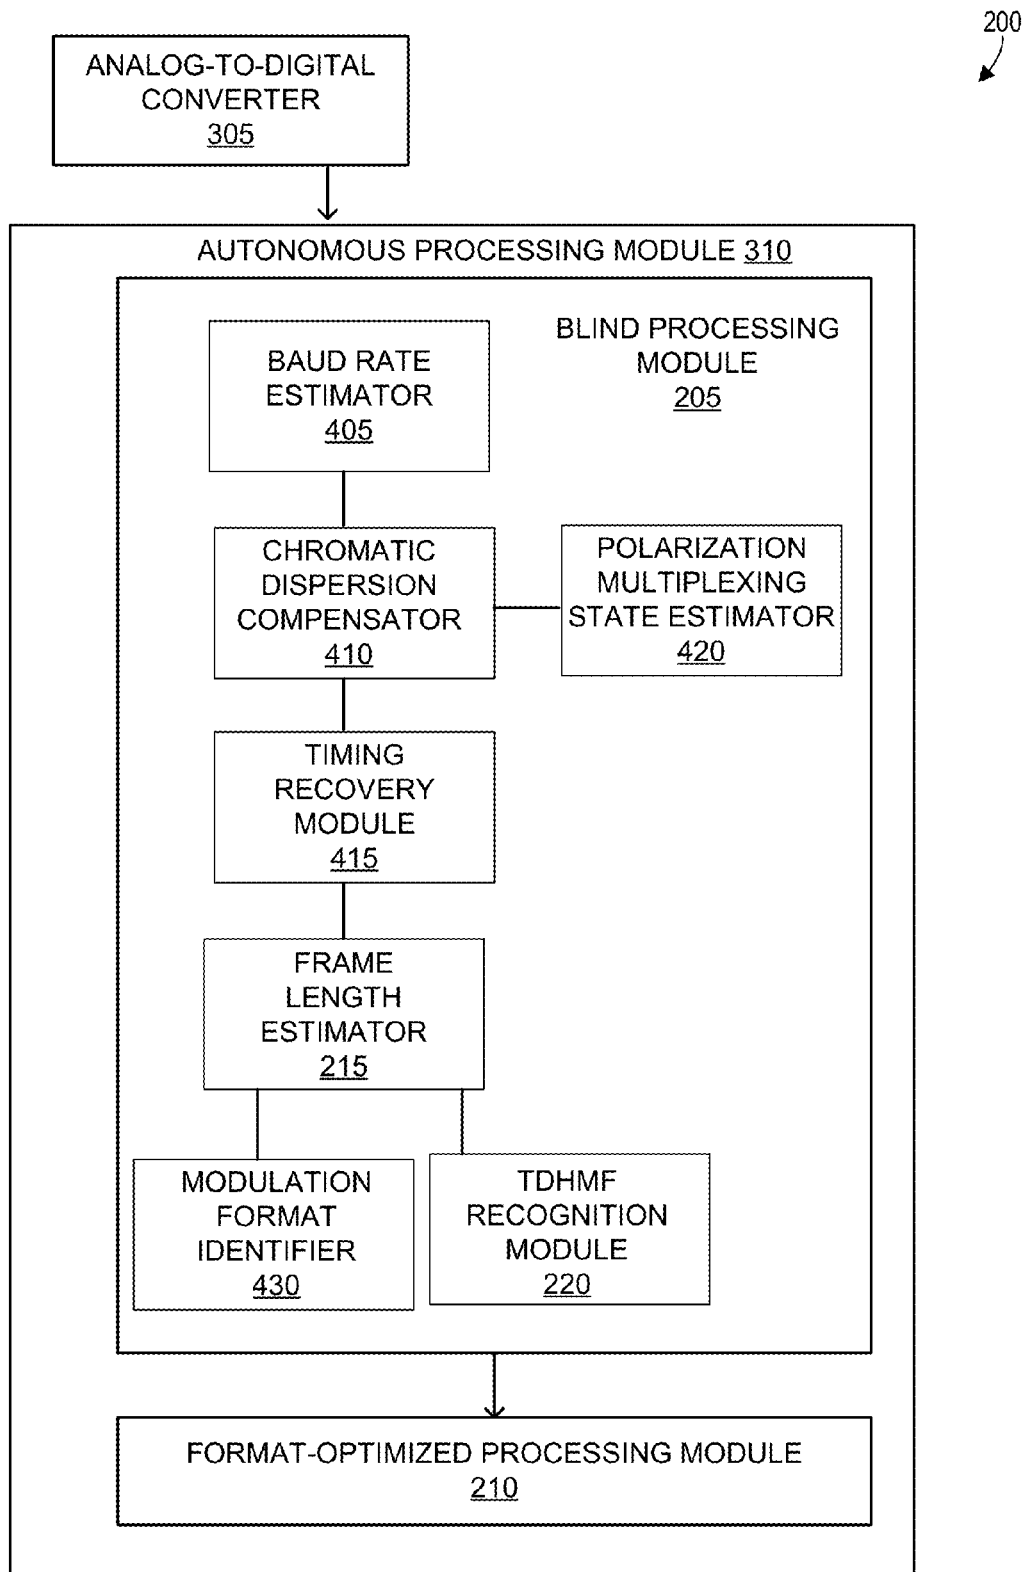 200
ANALOG-TO-DIGITAL
CONVERTER
305
AUTONOMOUS PROCESSING MODULE 310
BLIND PROCESSING
MODULE
205
BAUD RATE
ESTIMATOR
405
CHROMATIC
DISPERSION
COMPENSATOR
410
POLARIZATION
MULTIPLEXING
STATE ESTIMATOR
420
TIMING
RECOVERY
MODULE
415
FRAME
LENGTH
ESTIMATOR
215
MODULATION
FORMAT
IDENTIFIER
430
TDHMF
RECOGNITION
MODULE
220
FORMAT-OPTIMIZED PROCESSING MODULE
210